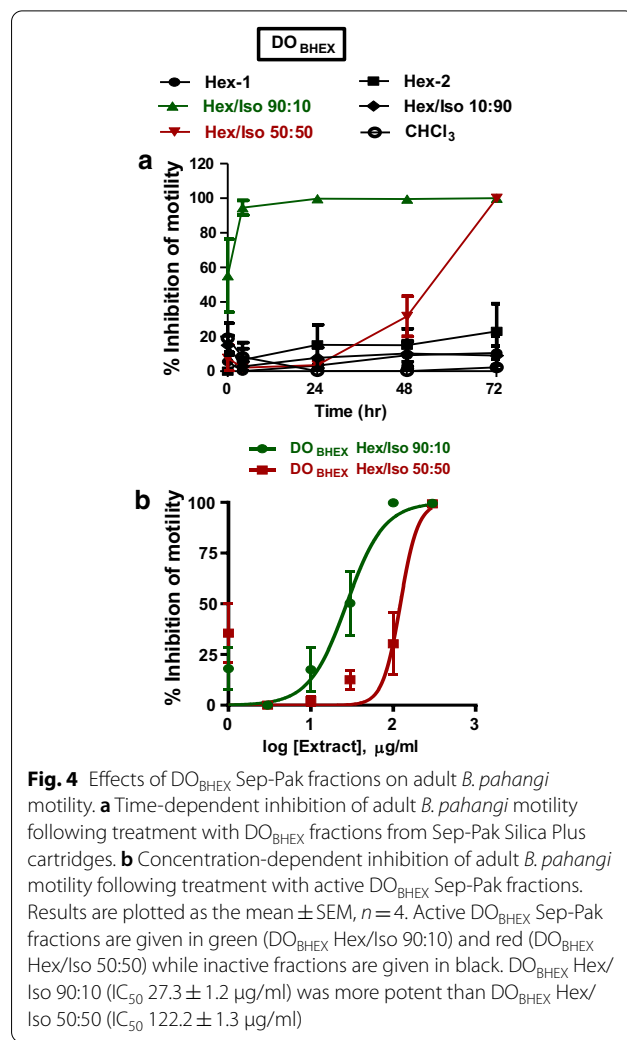 DO BHEX
Hex-1
Hex-2
Hex/Iso 90:10
Hex/Iso 10:90
Hex/Iso 50:50
CHCl3
a
120
100
80
60
40
20
0
% Inhibition of motility
0 24 48 72
Time (hr)
DO BHEX Hex/Iso 90:10
DO BHEX Hex/Iso 50:50
b
100
75
50
25
% Inhibition of motility
0 1 2 3
log [Extract], µg/ml
Fig. 4 Effects of DOBHEX Sep-Pak fractions on adult B. pahangi
motility. a Time-dependent inhibition of adult B. pahangi motility
following treatment with DOBHEX fractions from Sep-Pak Silica Plus
cartridges. b Concentration-dependent inhibition of adult B. pahangi
motility following treatment with active DOBHEX Sep-Pak fractions.
Results are plotted as the mean ± SEM, n = 4. Active DOBHEX Sep-Pak
fractions are given in green (DOBHEX Hex/Iso 90:10) and red (DOBHEX
Hex/Iso 50:50) while inactive fractions are given in black. DOBHEX Hex/
Iso 90:10 (IC50 27.3 ± 1.2 µg/ml) was more potent than DOBHEX Hex/
Iso 50:50 (IC50 122.2 ± 1.3 µg/ml)